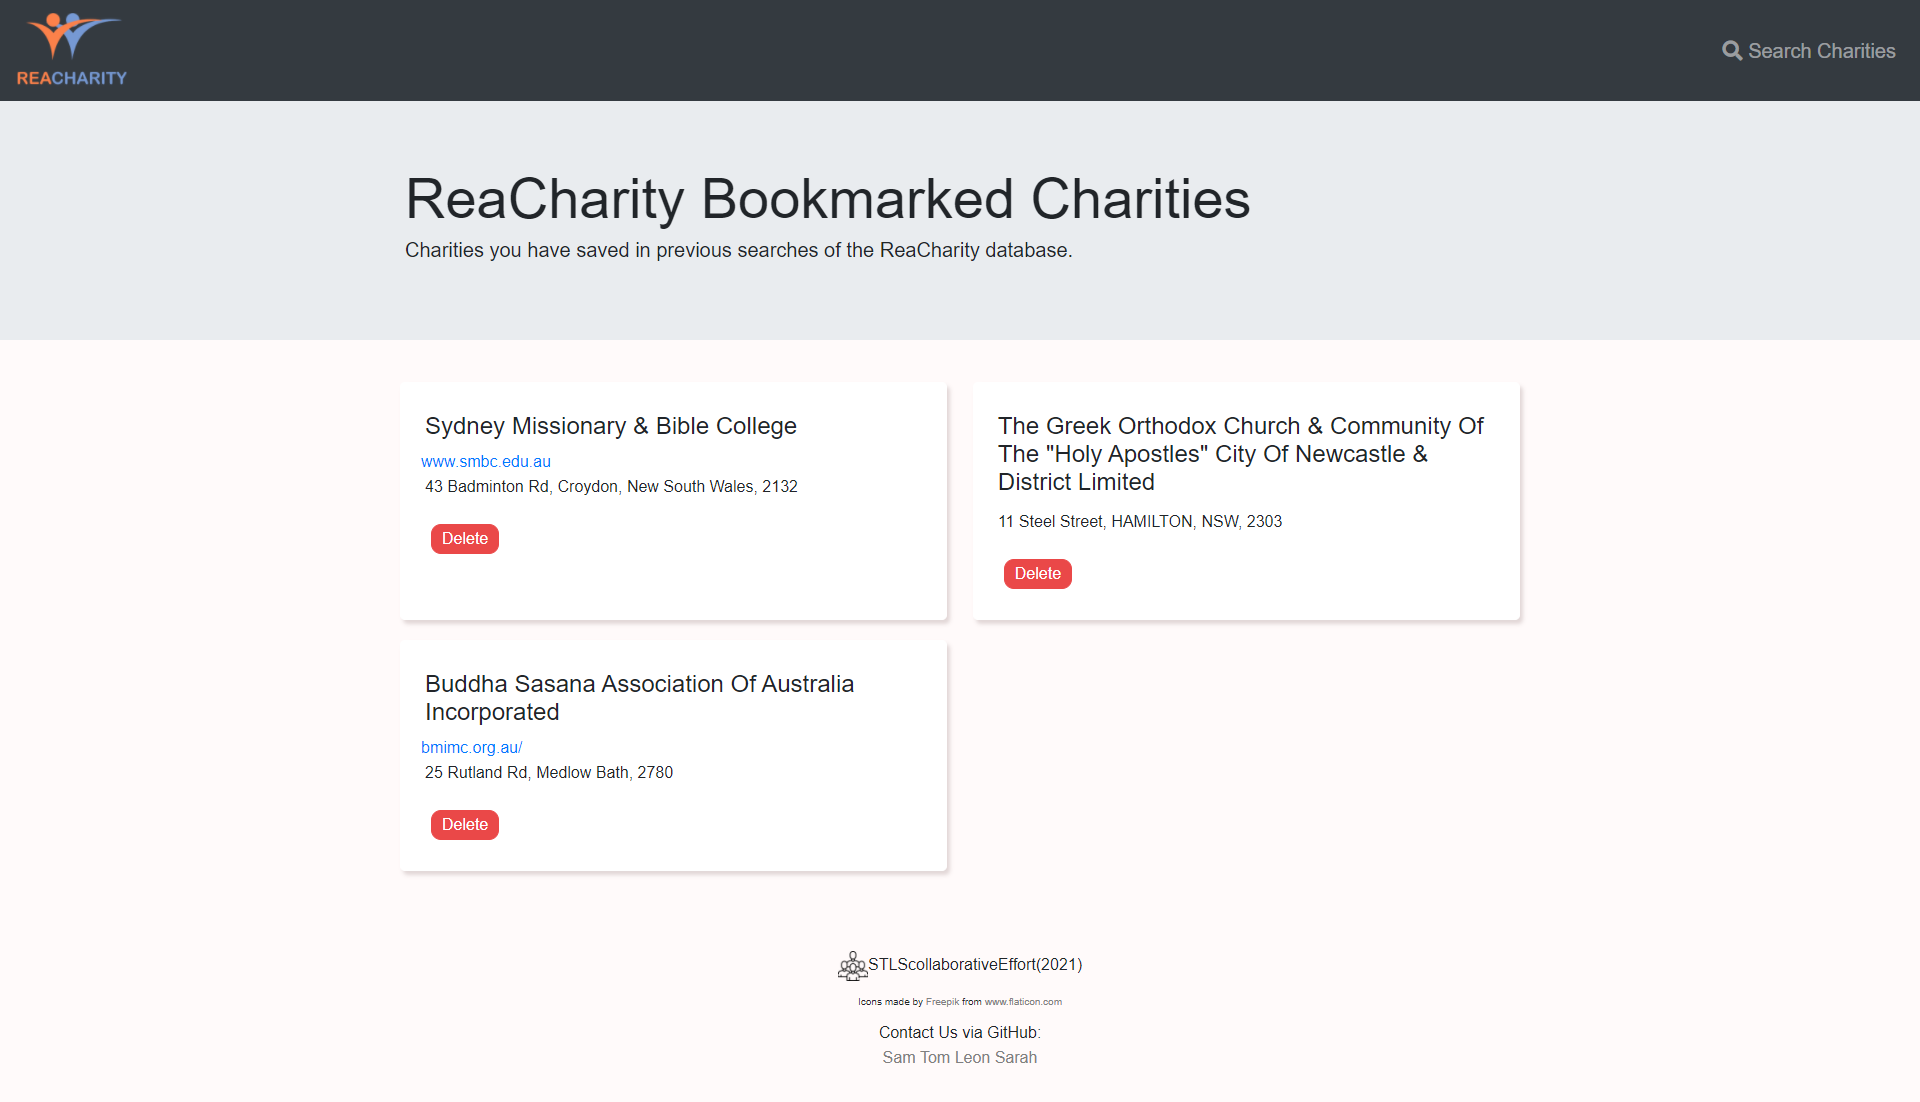 REACHARITY
Search Charities
ReaCharity Bookmarked Charities
Charities you have saved in previous searches of the ReaCharity database.
Sydney Missionary & Bible College
www.smbc.edu.au
43 Badminton Rd, Croydon, New South Wales, 2132
Delete
The Greek Orthodox Church & Community Of
The "Holy Apostles" City Of Newcastle &
District Limited
11 Steel Street, HAMILTON, NSW, 2303
Delete
Buddha Sasana Association Of Australia
Incorporated
bmimc.org.au/
25 Rutland Rd, Medlow Bath, 2780
Delete
STLScollaborativeEffort(2021)
Icons made by Freepik from www.flaticon.com
Contact Us via GitHub:
Sam Tom Leon Sarah